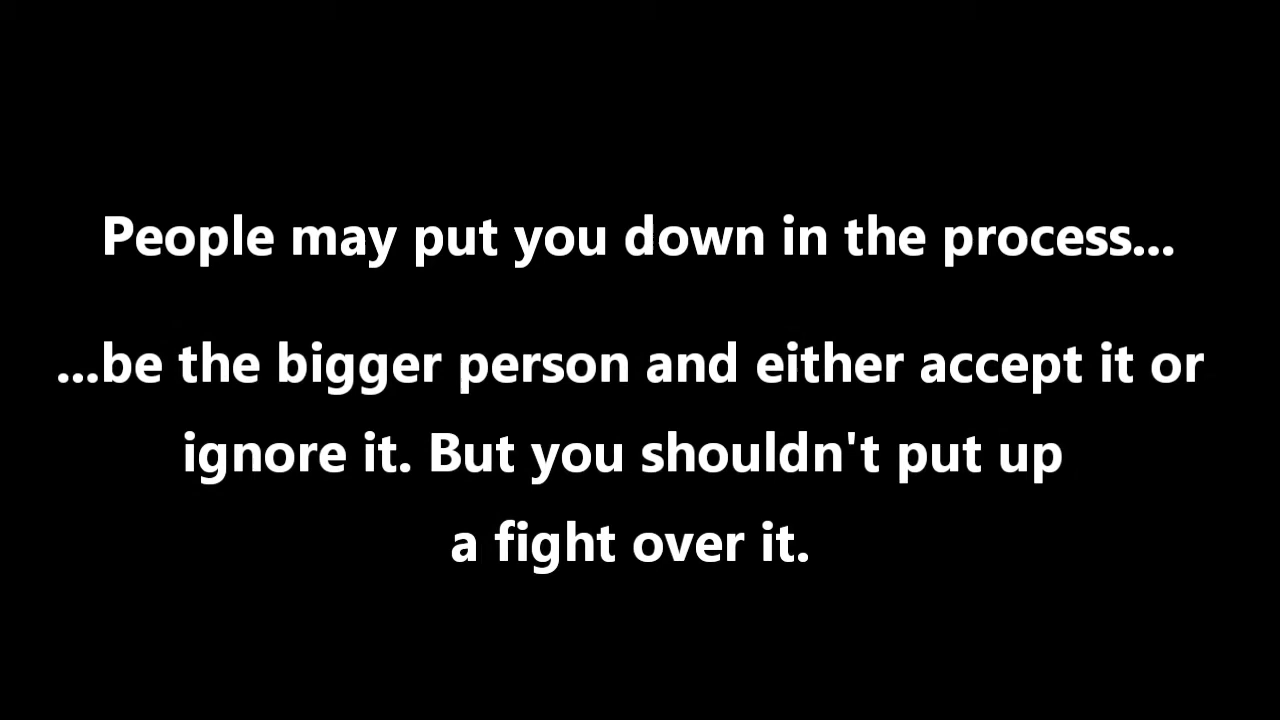 People may put you down in the process...
...be the bigger person and either accept it or
ignore it. But you shouldn't put up
a fight over it.